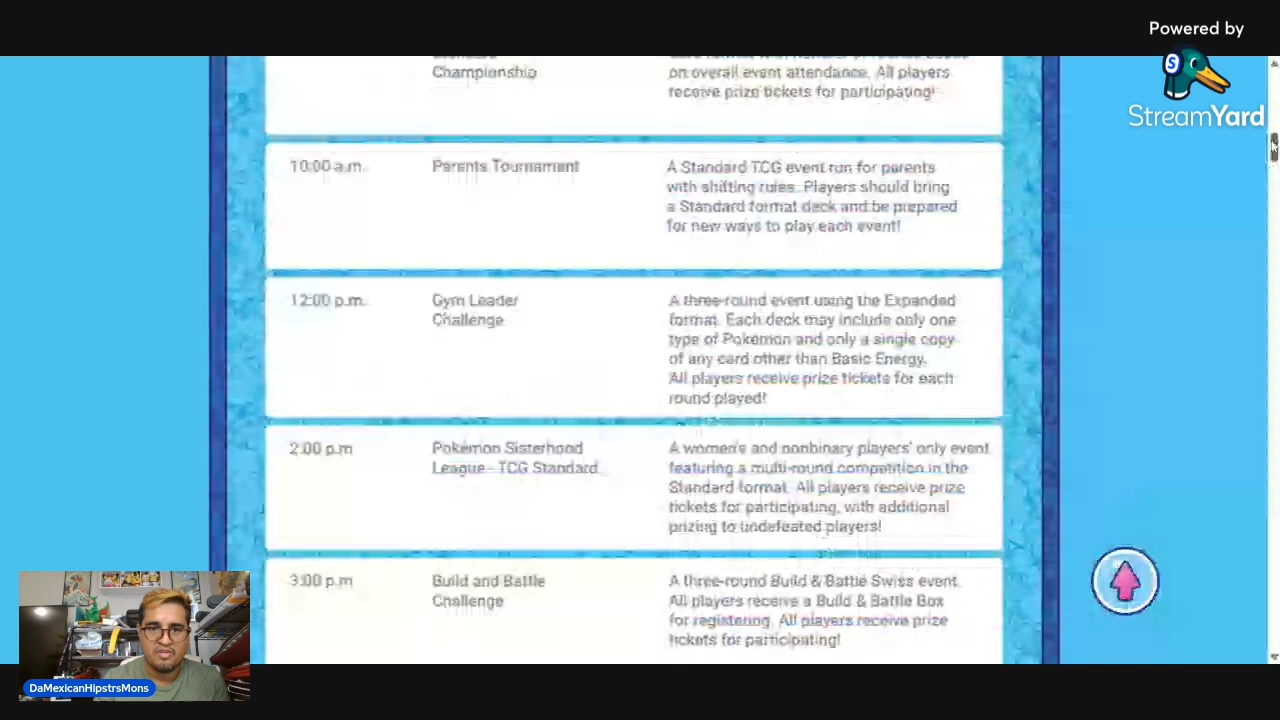 Powered by
StreamYard
Championship
on overall event attendance. All players
receive prize tickets for participating!
10:00 a.m.
Parents Tournament
A Standard TCG event run for parents
with shifting rules. Players should bring
a Standard format deck and be prepared
for new ways to play each event!
12:00 p.m.
Gym Leader
Challenge
A three-round event using the Expanded
format. Each deck may include only one
type of Pokémon and only a single copy
of any card other than Basic Energy.
All players receive prize tickets for each
round played!
2:00 p.m
Pokémon Sisterhood
League - TCG Standard
A women's and nonbinary players' only event
featuring a multi-round competition in the
Standard format. All players receive prize
tickets for participating, with additional
prizing to undefeated players!
3:00 p.m
Build and Battle
Challenge
A three-round Build & Battle Swiss event.
All players receive a Build & Battle Box
for registering. All players receive prize
tickets for participating!
DaMexicanHipstrsMons